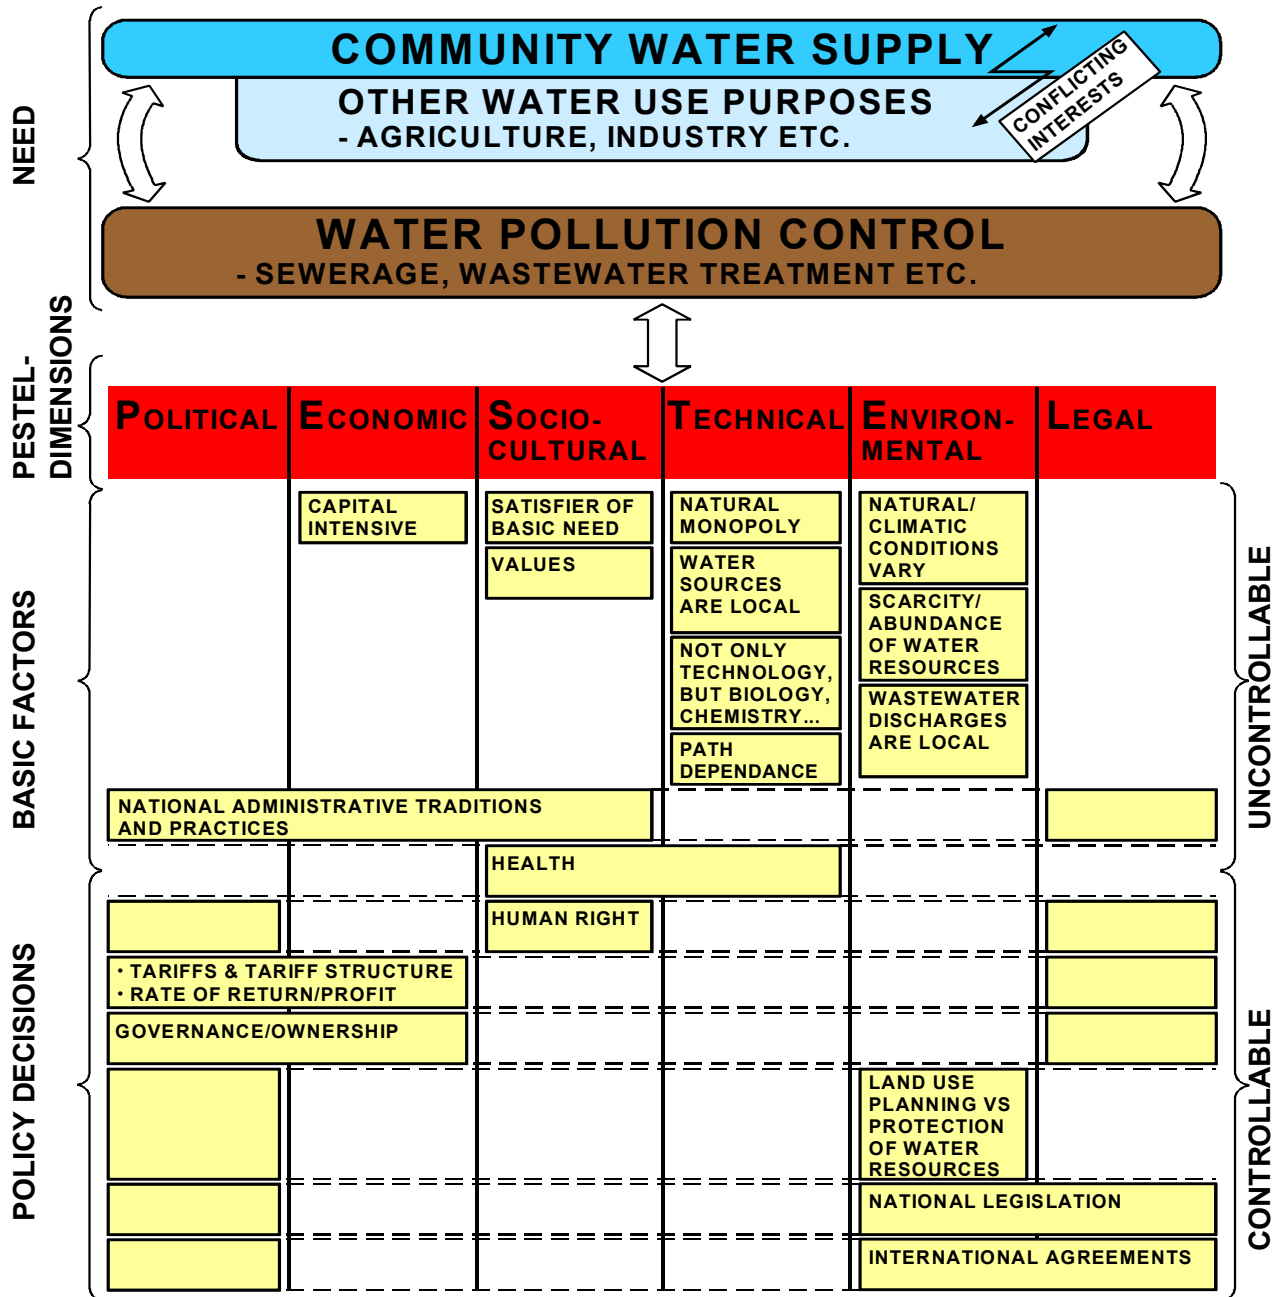 COMMUNITY WATER SUPPLY
OTHER WATER USE PURPOSES
- AGRICULTURE, INDUSTRY ETC.
CONFLICTING
INTERESTS
NEED
WATER POLLUTION CONTROL
- SEWERAGE, WASTEWATER TREATMENT ETC.
PESTEL-
DIMENSIONS
POLITICAL
ECONOMIC
SOCIO-
CULTURAL
TECHNICAL
ENVIRON-
MENTAL
LEGAL
BASIC FACTORS
UNCONTROLLABLE
CAPITAL
INTENSIVE
SATISFIER OF
BASIC NEED
VALUES
NATURAL
MONOPOLY
WATER
SOURCES
ARE LOCAL
NOT ONLY
TECHNOLOGY,
BUT BIOLOGY,
CHEMISTRY...
PATH
DEPENDANCE
NATURAL/
CLIMATIC
CONDITIONS
VARY
SCARCITY/
ABUNDANCE
OF WATER
RESOURCES
WASTEWATER
DISCHARGES
ARE LOCAL
NATIONAL ADMINISTRATIVE TRADITIONS
AND PRACTICES
HEALTH
POLICY DECISIONS
CONTROLLABLE
HUMAN RIGHT
· TARIFFS & TARIFF STRUCTURE
· RATE OF RETURN/PROFIT
GOVERNANCE/OWNERSHIP
LAND USE
PLANNING VS
PROTECTION
OF WATER
RESOURCES
NATIONAL LEGISLATION
INTERNATIONAL AGREEMENTS